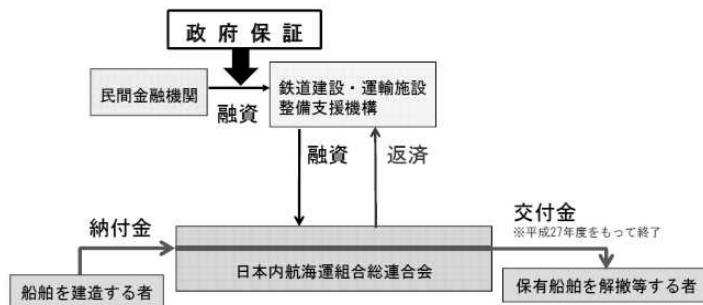 政府保証
民間金融機関
融資
鉄道建設・運輸施設
整備支援機構
融資
返済
納付金
交付金
※平成27年度をもって終了
日本内航海運組合総連合会
船舶を建造する者
保有船舶を解撤等する者